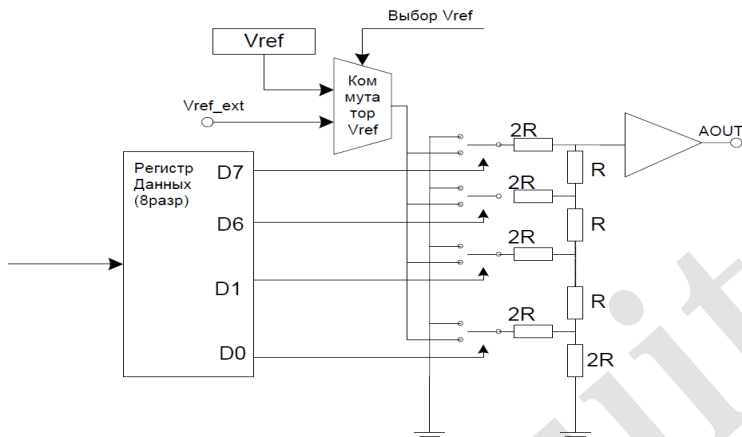 Выбор Vref
Vref
Ком
мута
тор
Vref
Vref_ext
2R
AOUT
Регистр
Данных
(8разр)
D7
R
2R
D6
R
2R
D1
R
2R
D0
2R